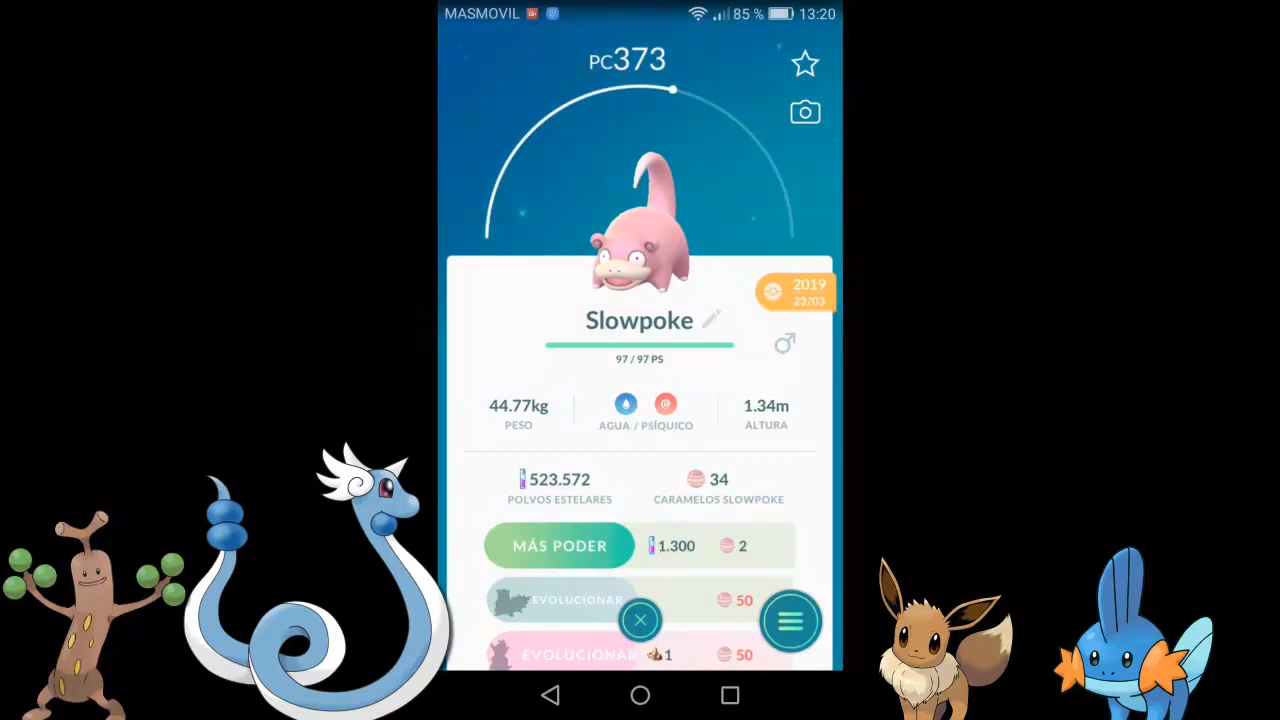 MASMOVIL 85 % 13:20
PC373
2019
23/03
Slowpoke
97 / 97 PS
44.77kg 1.34m
PESO AGUA / PSÍQUICO ALTURA
523.572 34
POLVOS ESTELARES CARAMELOS SLOWPOKE
MÁS PODER 1.300 2
EVOLUCIONAR 50
EVOLUCIONAR 1 50